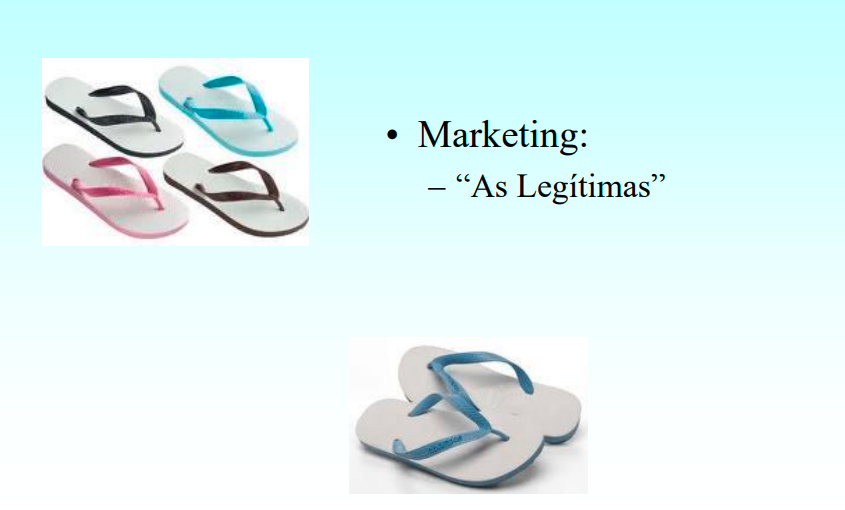 • Marketing:
– “As Legítimas”